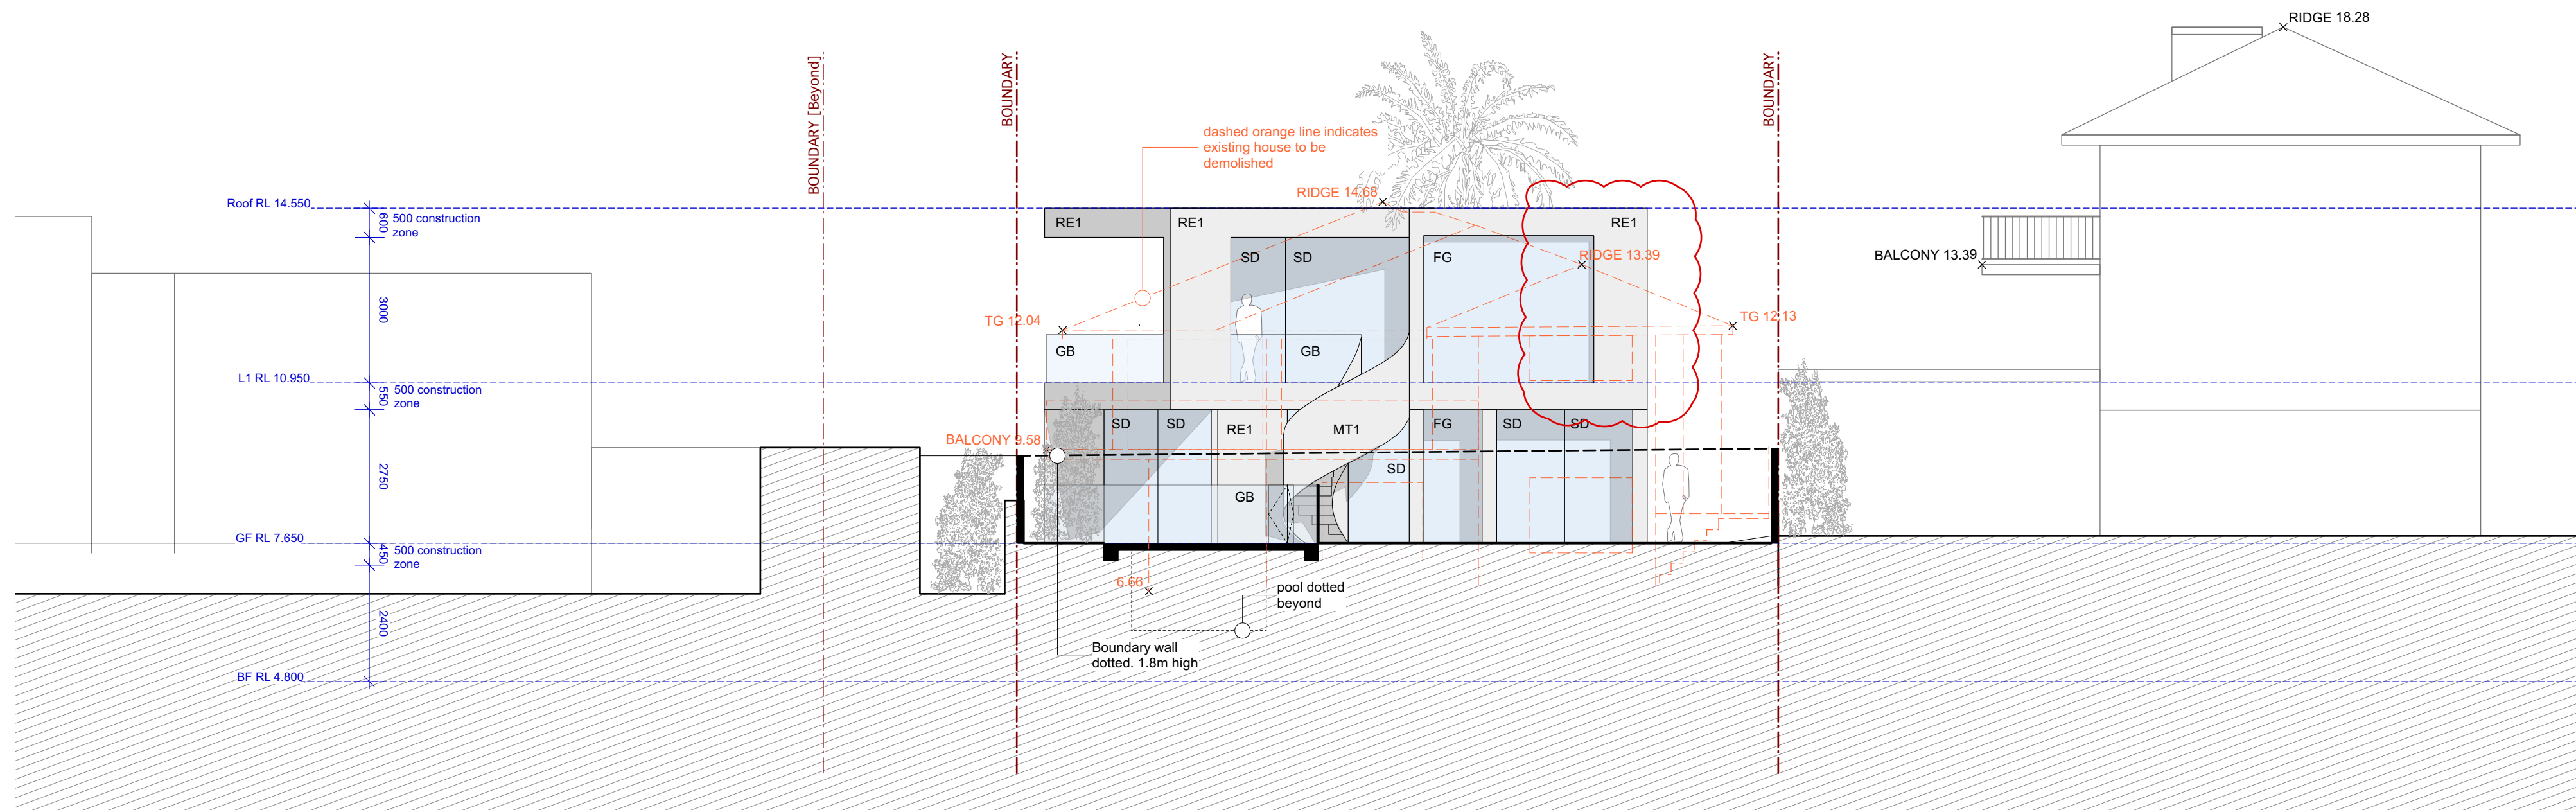 RIDGE 18.28
BOUNDARY [Beyond]
BOUNDARY
BOUNDARY
dashed orange line indicates
existing house to be
demolished
RIDGE 14.68
Roof RL 14.550
600
500 construction
zone
RE1
RE1
RE1
SD
SD
FG
RIDGE 13.39
BALCONY 13.39
3000
TG 12.04
TG 12.13
GB
GB
L1 RL 10.950
550
500 construction
zone
SD
SD
RE1
MT1
FG
SD
SD
BALCONY 9.58
2750
SD
GB
GF RL 7.650
450
500 construction
zone
6.66
pool dotted
beyond
2400
Boundary wall
dotted. 1.8m high
BF RL 4.800